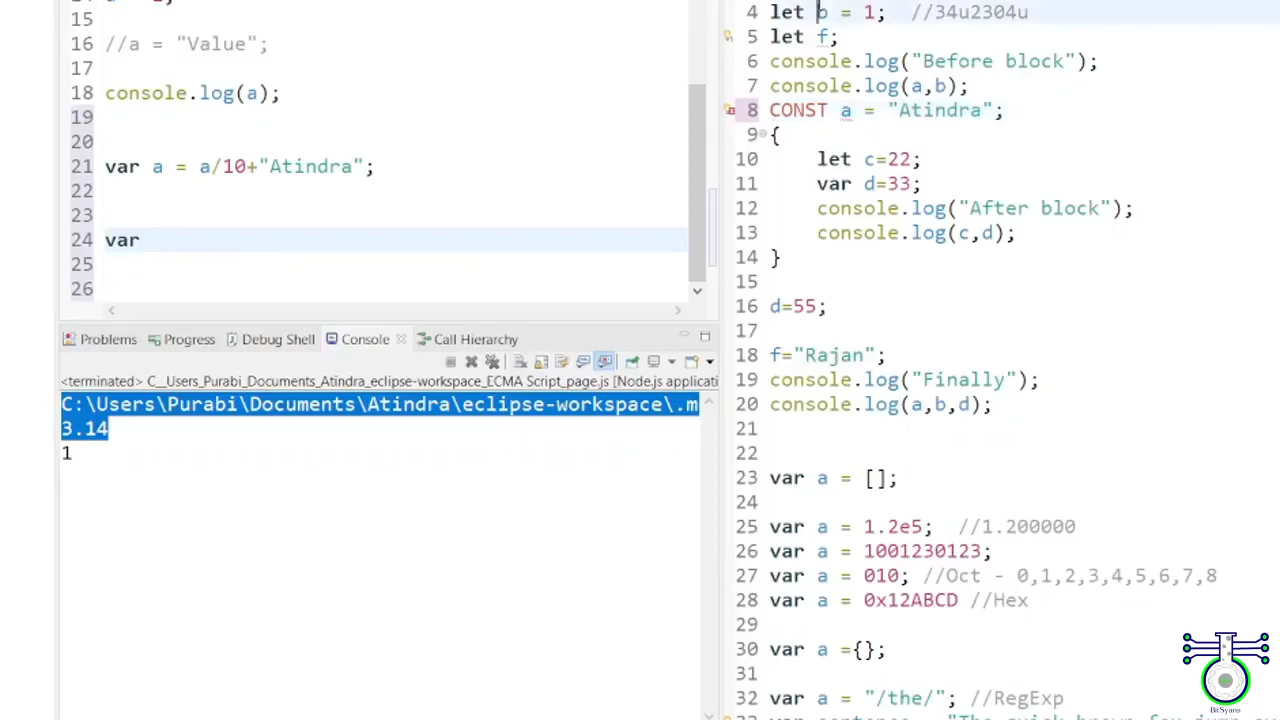 15
16 //a = "Value";
17
18 console.log(a);
19
20
21 var a = a/10+"Atindra";
22
23
24 var
25
26
Problems Progress Debug Shell Console Call Hierarchy
<terminated> C__Users_Purabi_Documents_Atindra_eclipse-workspace_ECMA Script_page.js [Node.js applicati
C:\Users\Purabi\Documents\Atindra\eclipse-workspace\.m
3.14
1
4 let b = 1; //34u2304u
5 let f;
6 console.log("Before block");
7 console.log(a,b);
8 CONST a = "Atindra";
9 {
10 let c=22;
11 var d=33;
12 console.log("After block");
13 console.log(c,d);
14 }
15
16 d=55;
17
18 f="Rajan";
19 console.log("Finally");
20 console.log(a,b,d);
21
22
23 var a = [];
24
25 var a = 1.2e5; //1.200000
26 var a = 1001230123;
27 var a = 010; //Oct - 0,1,2,3,4,5,6,7,8
28 var a = 0x12ABCD //Hex
29
30 var a ={};
31
32 var a = "/the/"; //RegExp
BitSyans